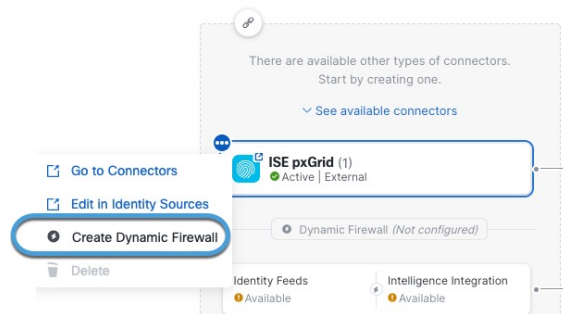 There are available other types of connectors.
Start by creating one.
See available connectors
ISE pxGrid (1)
Active | External
Go to Connectors
Edit in Identity Sources
Create Dynamic Firewall
Delete
Dynamic Firewall (Not configured)
Identity Feeds
Available
Intelligence Integration
Available